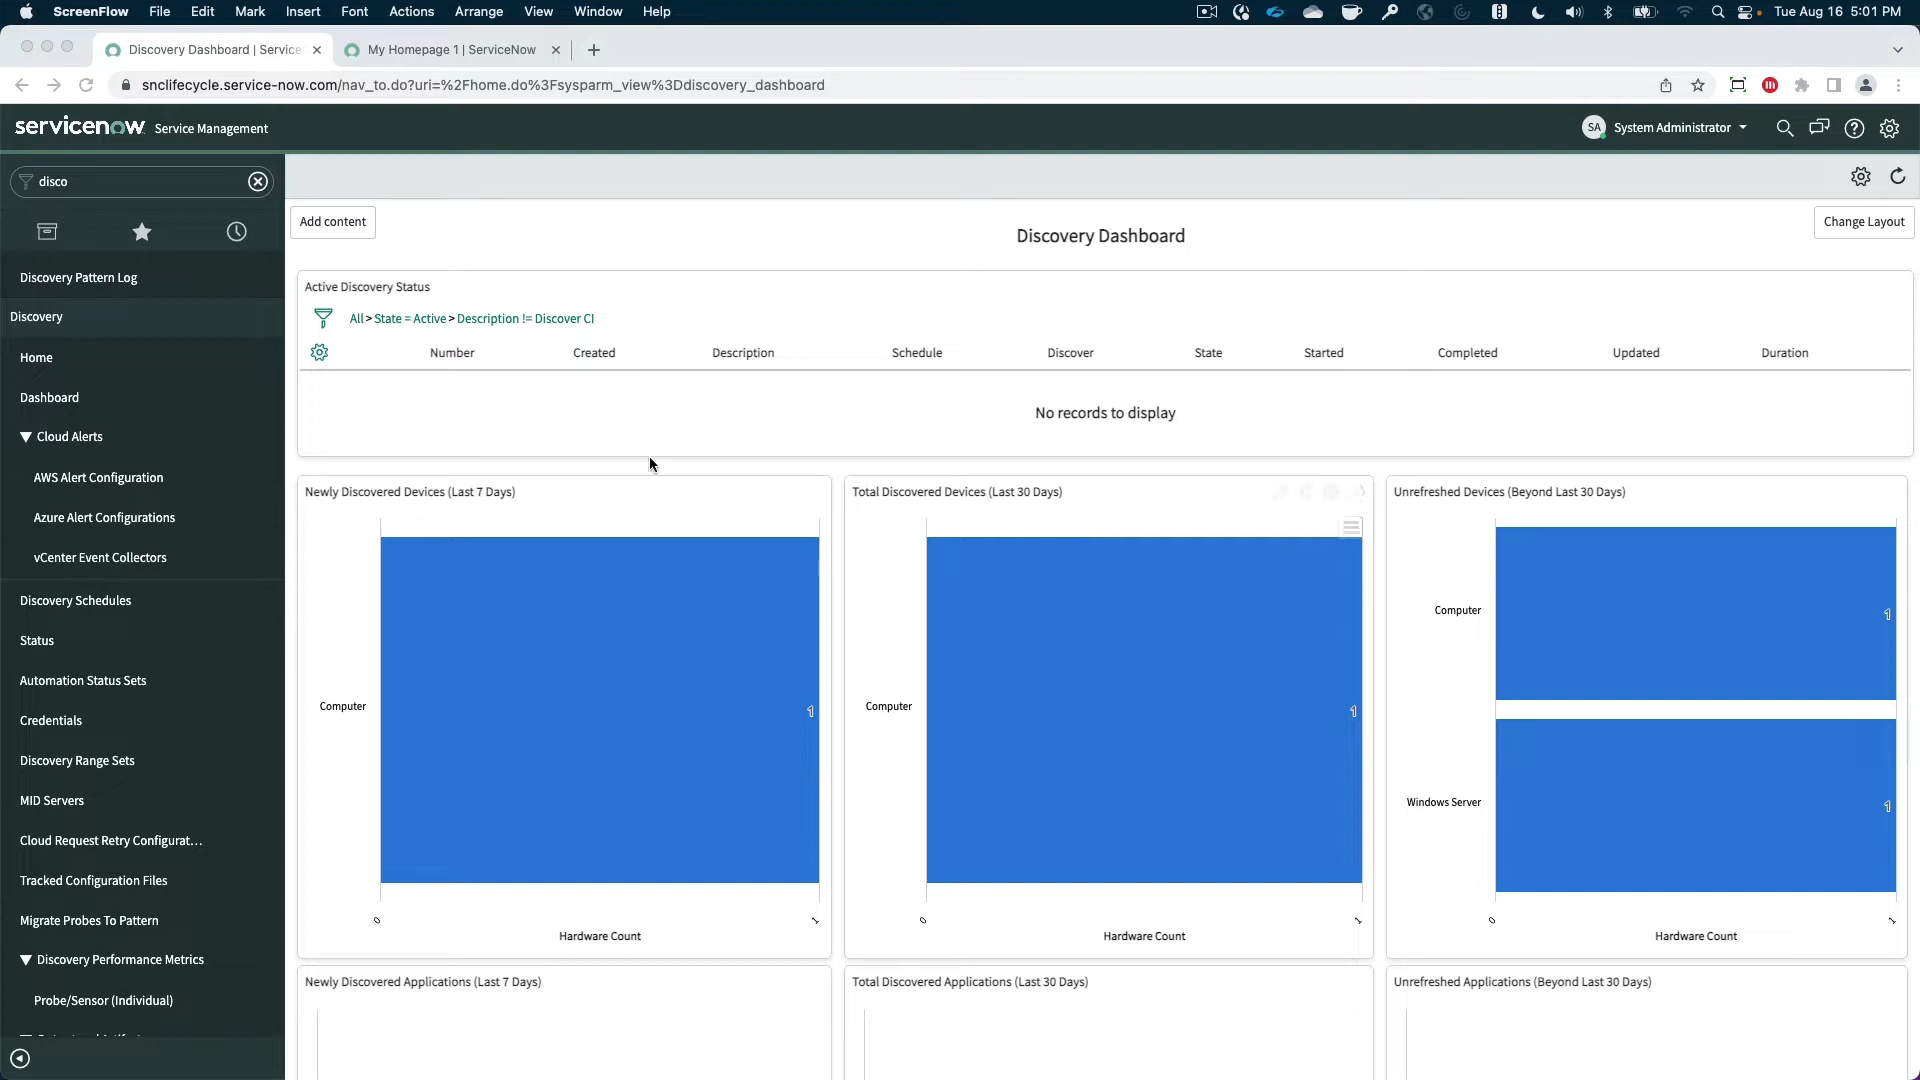 ScreenFlow File Edit Mark Insert Font Actions Arrange View Window Help Tue Aug 16 5:01 PM
Discovery Dashboard | Service
My Homepage 1 | ServiceNow
snclifecycle.service-now.com/nav_to.do?uri=%2Fhome.do%3Fsysparm_view%3Ddiscovery_dashboard
servicenow Service Management
SA System Administrator
disco
Discovery Pattern Log
Discovery
Home
Dashboard
Cloud Alerts
AWS Alert Configuration
Azure Alert Configurations
vCenter Event Collectors
Discovery Schedules
Status
Automation Status Sets
Credentials
Discovery Range Sets
MID Servers
Cloud Request Retry Configurat...
Tracked Configuration Files
Migrate Probes To Pattern
Discovery Performance Metrics
Probe/Sensor (Individual)
Add content
Discovery Dashboard
Change Layout
Active Discovery Status
All > State = Active > Description != Discover CI
Number Created Description Schedule Discover State Started Completed Updated Duration
No records to display
Newly Discovered Devices (Last 7 Days)
Computer
1
0 1
Hardware Count
Total Discovered Devices (Last 30 Days)
Computer
1
0 1
Hardware Count
Unrefreshed Devices (Beyond Last 30 Days)
Computer
1
Windows Server
1
0 1
Hardware Count
Newly Discovered Applications (Last 7 Days)
Total Discovered Applications (Last 30 Days)
Unrefreshed Applications (Beyond Last 30 Days)